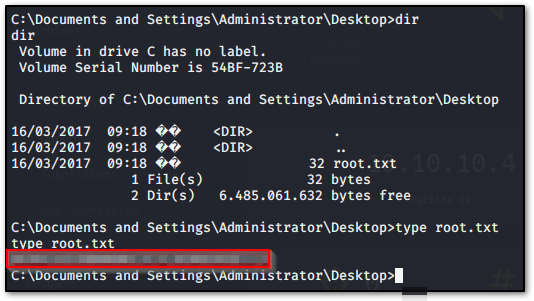 C:\Documents and Settings\Administrator\Desktop>dir
dir
Volume in drive C has no label.
Volume Serial Number is 54BF-723B
Directory of C:\Documents and Settings\Administrator\Desktop
16/03/2017 09:18 �� <DIR> .
16/03/2017 09:18 �� <DIR> ..
16/03/2017 09:18 �� 32 root.txt
1 File(s) 32 bytes
2 Dir(s) 6.485.061.632 bytes free
C:\Documents and Settings\Administrator\Desktop>type root.txt
type root.txt
C:\Documents and Settings\Administrator\Desktop>